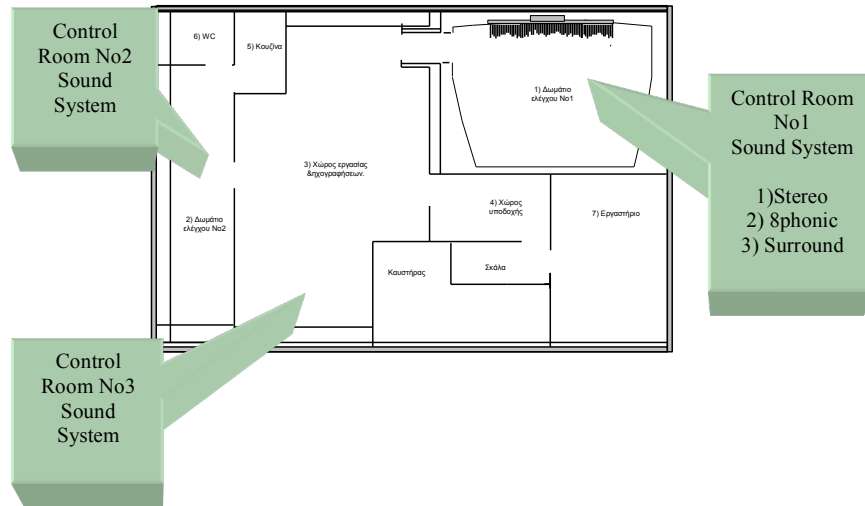 Control
Room No2
Sound
System
6) WC
5) Κουζίνα
1) Δωμάτιο
ελέγχου Νο1
Control Room
No1
Sound System
1)Stereo
2) 8phonic
3) Surround
3) Χώρος εργασίας
&ηχογραφήσεων.
2) Δωμάτιο
ελέγχου Νο2
4) Χώρος
υποδοχής
7) Εργαστήριο
Καυστήρας
Σκάλα
Control
Room No3
Sound
System